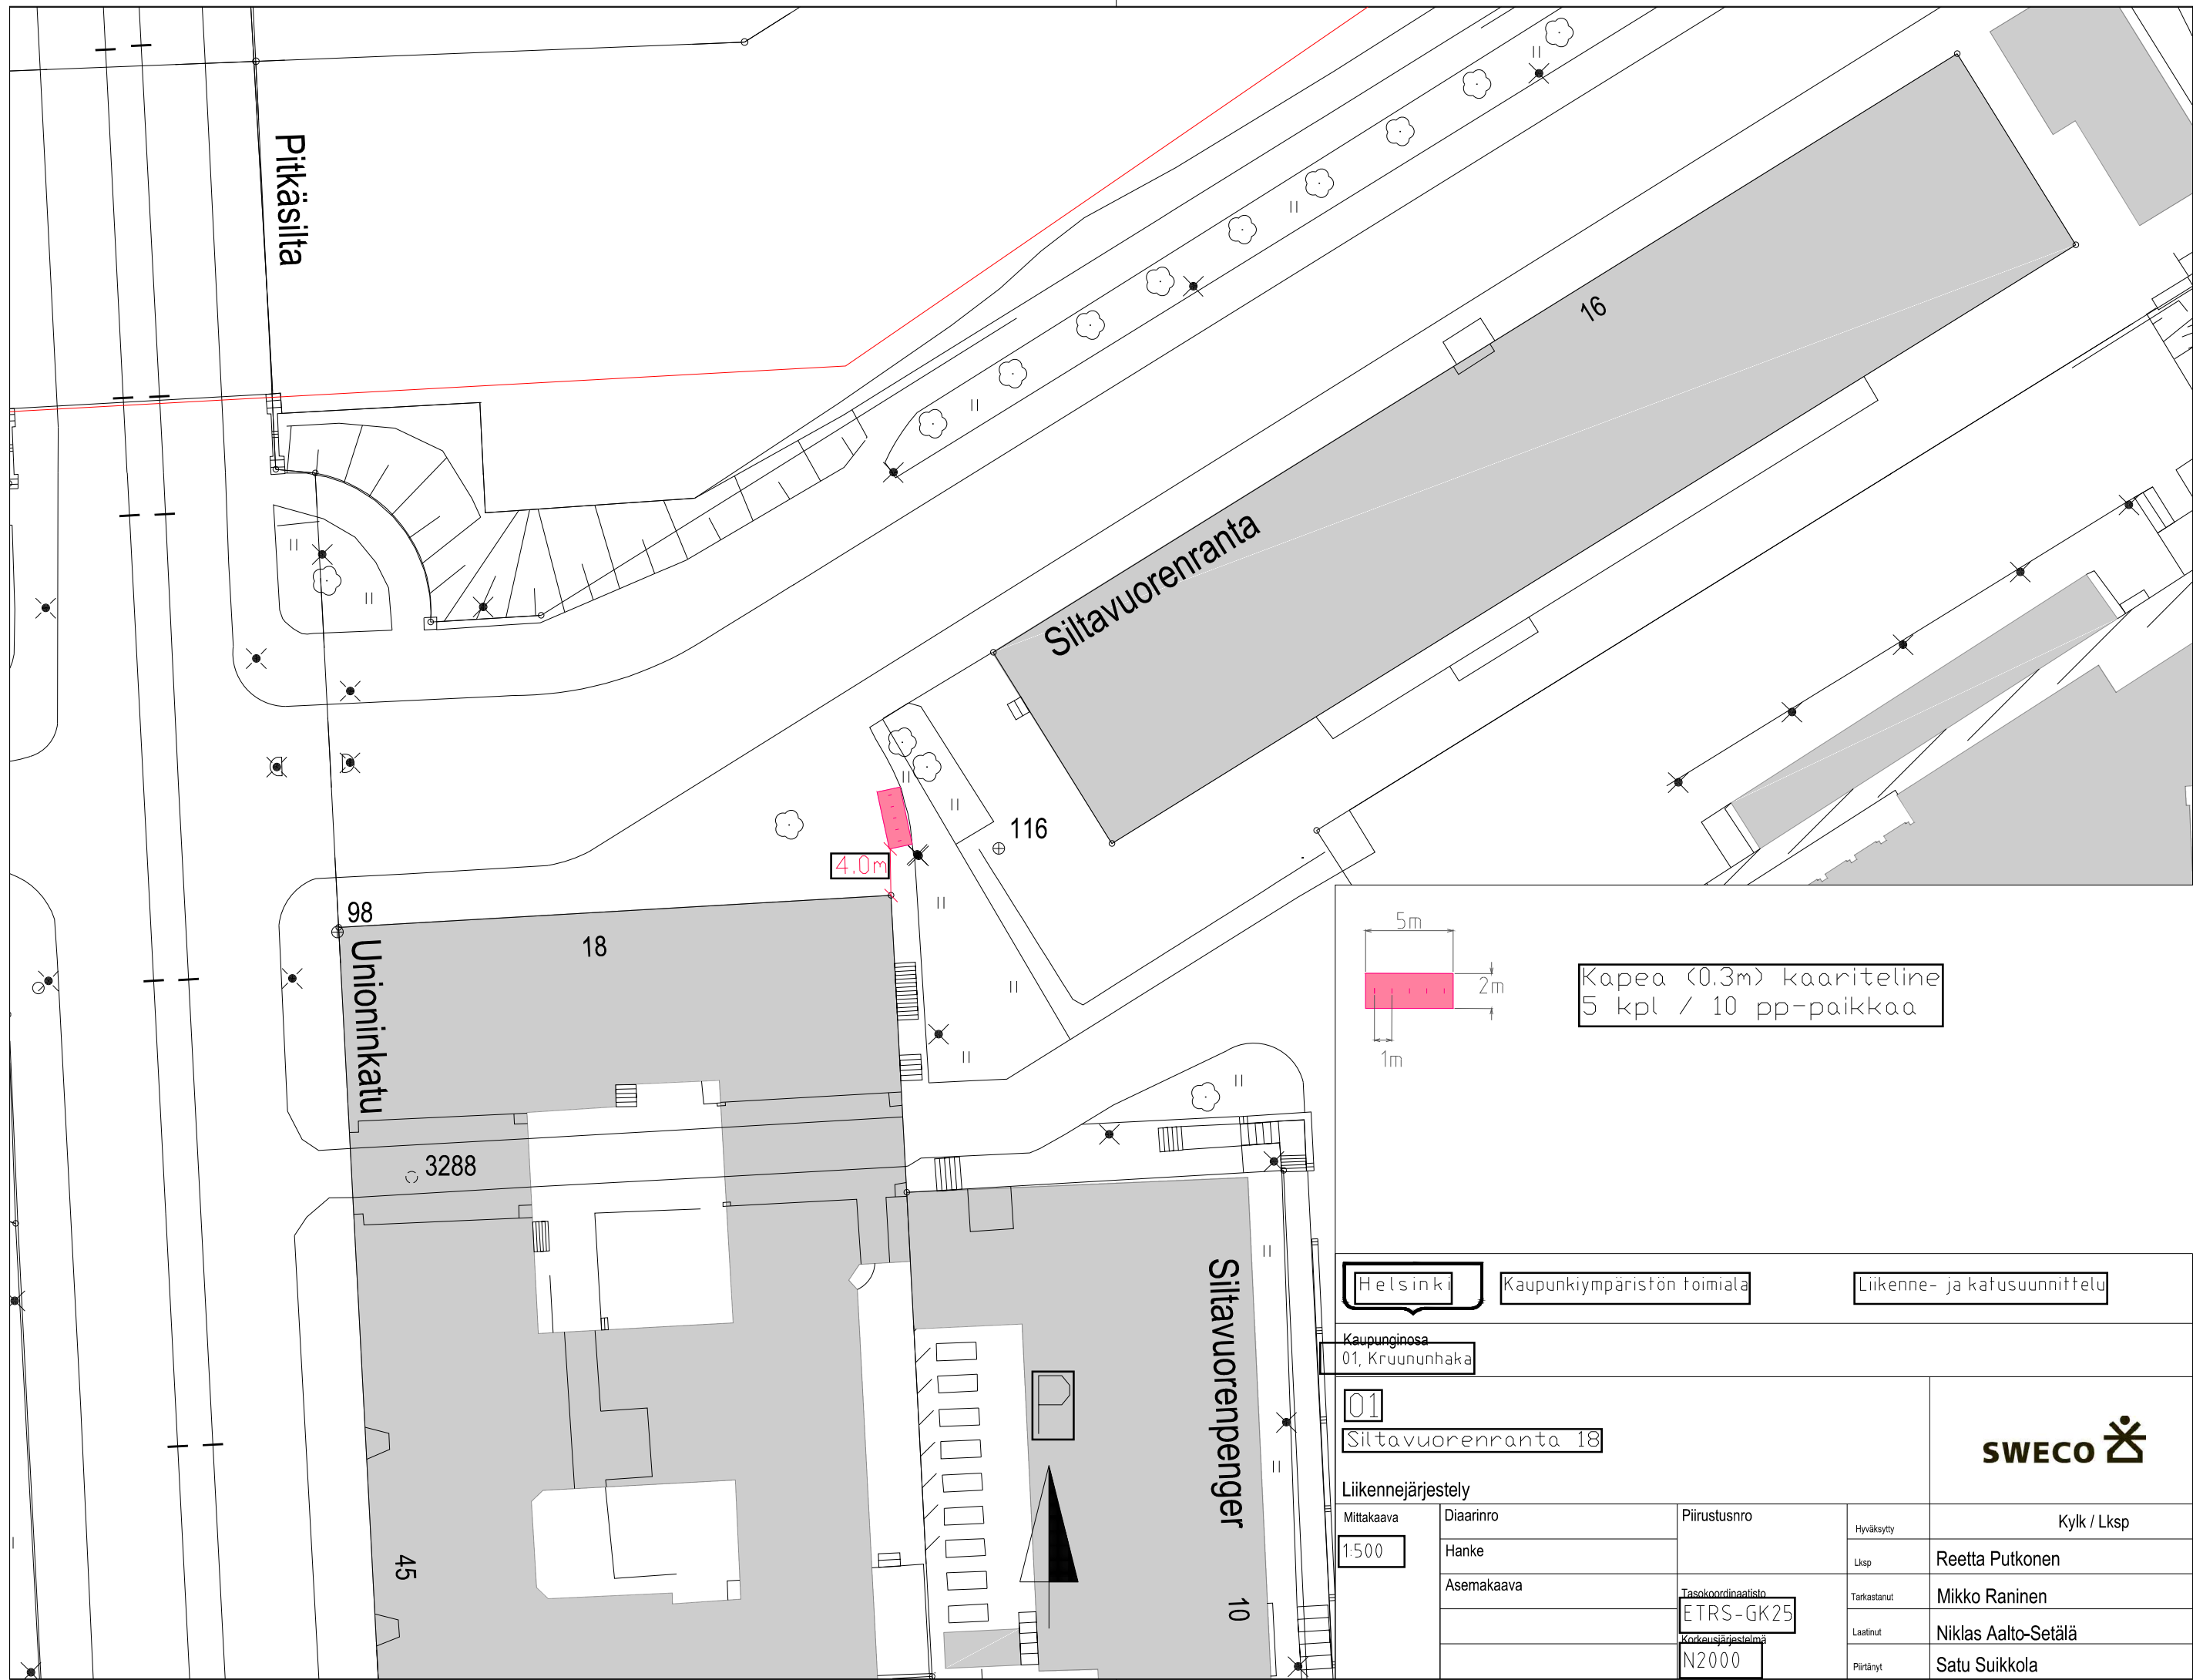 Pitkäsilta
16
Siltavuorenranta
116
4.0m
98
18
Unioninkatu
3288
Siltavuorenpenger
P
45
10
5m
2m
1m
Kapea (0.3m) kaariteline
5 kpl / 10 pp-paikkaa
Helsinki
Kaupunkiympäristön toimiala
Liikenne- ja katusuunnittelu
Kaupunginosa
01, Kruununhaka
01
Siltavuorenranta 18
Liikennejärjestely
SWECO
Mittakaava
1:500
Diaarinro
Hanke
Asemakaava
Piirustusnro
Tasokoordinaatisto
ETRS-GK25
Korkeusjärjestelmä
N2000
Hyväksytty
Kylk / Lksp
Lksp
Reetta Putkonen
Tarkastanut
Mikko Raninen
Laatinut
Niklas Aalto-Setälä
Piirtänyt
Satu Suikkola